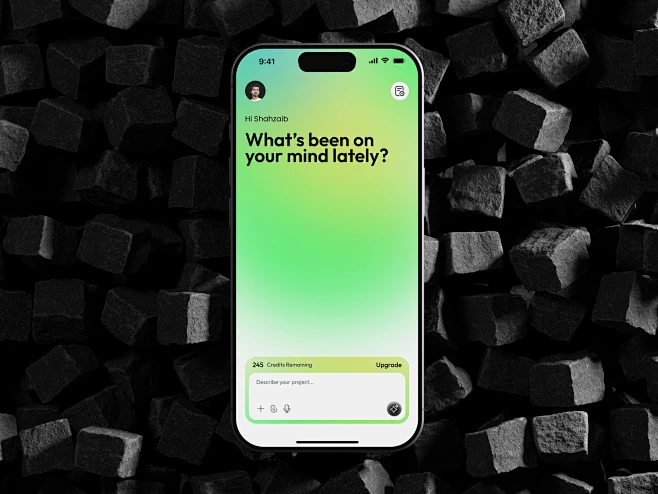 9:41
Hi Shahzaib
What's been on
your mind lately?
245 Credits Remaining Upgrade
Describe your project...